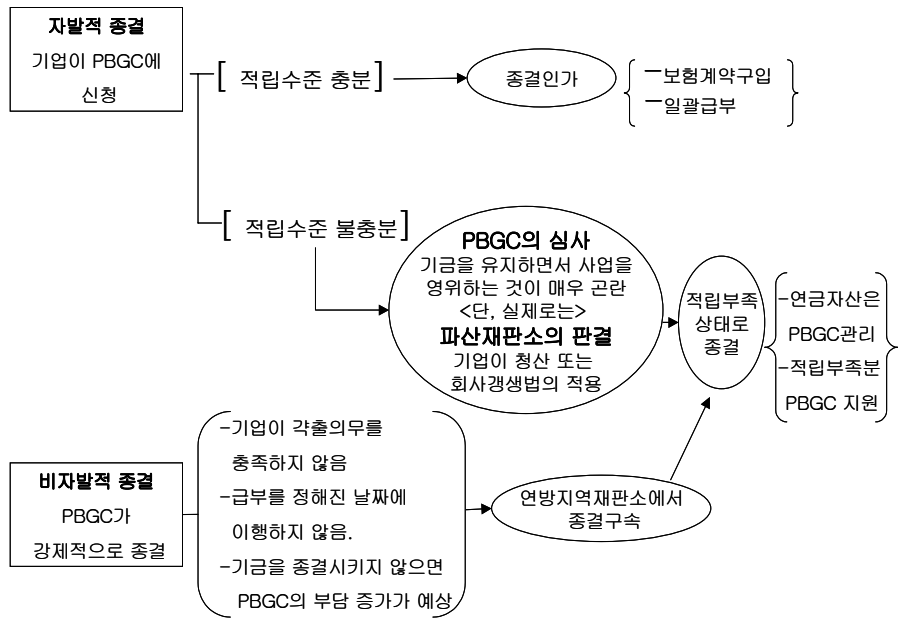 자발적 종결
기업이 PBGC에
신청
[ 적립수준 충분 ]
종결인가
ㅡ보험계약구입
ㅡ일괄급부
[ 적립수준 불충분 ]
PBGC의 심사
기금을 유지하면서 사업을
영위하는 것이 매우 곤란
<단, 실제로는>
파산재판소의 판결
기업이 청산 또는
회사갱생법의 적용
적립부족
상태로
종결
-연금자산은
PBGC관리
-적립부족분
PBGC 지원
비자발적 종결
PBGC가
강제적으로 종결
-기업이 갹출의무를
충족하지 않음
-급부를 정해진 날짜에
이행하지 않음.
-기금을 종결시키지 않으면
PBGC의 부담 증가가 예상
연방지역재판소에서
종결구속